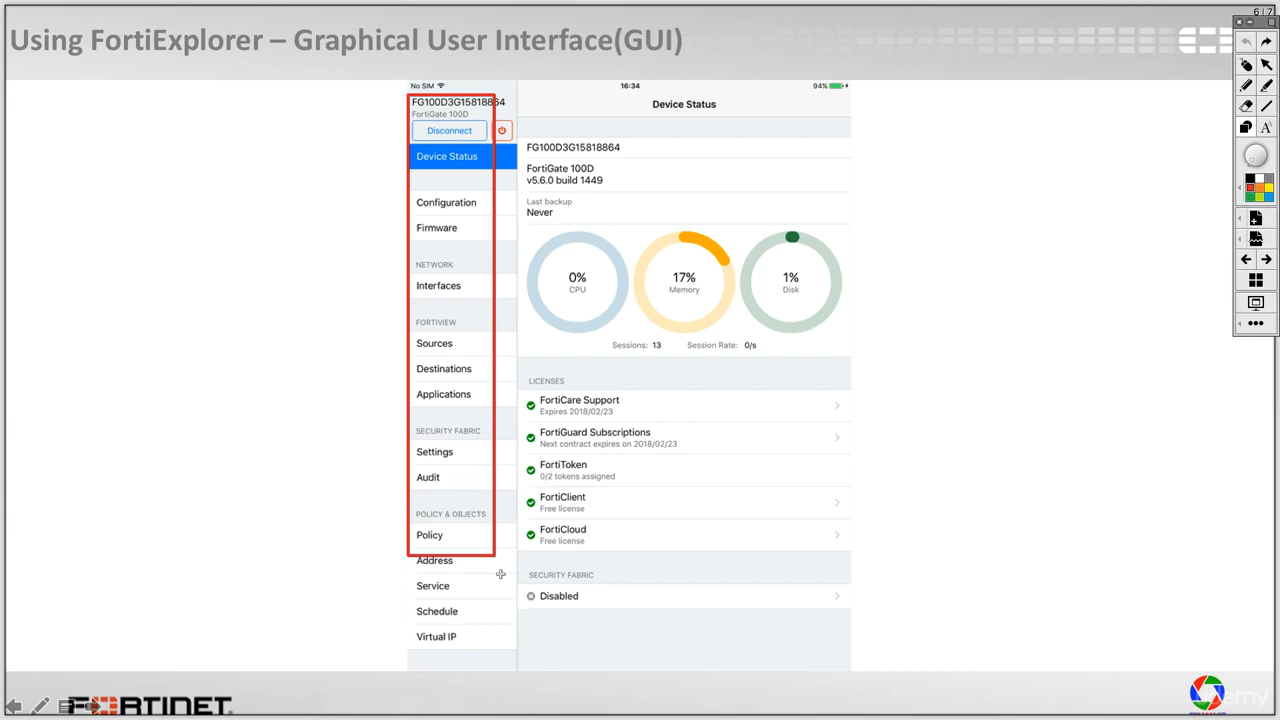 6 | 7
Using FortiExplorer – Graphical User Interface(GUI)
No SIM
16:34
94%
FG100D3G15818864
FortiGate 100D
Disconnect
Device Status
Configuration
Firmware
NETWORK
Interfaces
FORTIVIEW
Sources
Destinations
Applications
SECURITY FABRIC
Settings
Audit
POLICY & OBJECTS
Policy
Address
Service
Schedule
Virtual IP
Device Status
FG100D3G15818864
FortiGate 100D
v5.6.0 build 1449
Last backup
Never
0%
CPU
17%
Memory
1%
Disk
Sessions: 13 Session Rate: 0/s
LICENSES
FortiCare Support
Expires 2018/02/23
FortiGuard Subscriptions
Next contract expires on 2018/02/23
FortiToken
0/2 tokens assigned
FortiClient
Free license
FortiCloud
Free license
SECURITY FABRIC
Disabled
A
FORTINET
Udemy